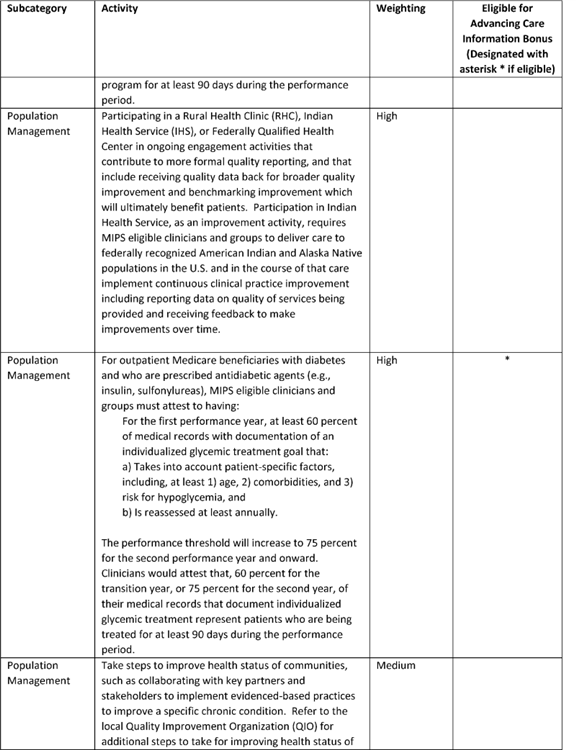 Subcategory Activity Weighting Eligible for
Advancing Care
Information Bonus
(Designated with
asterisk * if eligible)
program for at least 90 days during the performance
period.
Population Participating in a Rural Health Clinic (RHC), Indian High
Management Health Service (IHS), or Federally Qualified Health
Center in ongoing engagement activities that
contribute to more formal quality reporting, and that
include receiving quality data back for broader quality
improvement and benchmarking improvement which
will ultimately benefit patients.  Participation in Indian
Health Service, as an improvement activity, requires
MIPS eligible clinicians and groups to deliver care to
federally recognized American Indian and Alaska Native
populations in the U.S. and in the course of that care
implement continuous clinical practice improvement
including reporting data on quality of services being
provided and receiving feedback to make
improvements over time.
Population For outpatient Medicare beneficiaries with diabetes High *
Management and who are prescribed antidiabetic agents (e.g.,
insulin, sulfonylureas), MIPS eligible clinicians and
groups must attest to having:
For the first performance year, at least 60 percent
of medical records with documentation of an
individualized glycemic treatment goal that:
a) Takes into account patient-specific factors,
including, at least 1) age, 2) comorbidities, and 3)
risk for hypoglycemia, and
b) Is reassessed at least annually.
The performance threshold will increase to 75 percent
for the second performance year and onward.
Clinicians would attest that, 60 percent for the
transition year, or 75 percent for the second year, of
their medical records that document individualized
glycemic treatment represent patients who are being
treated for at least 90 days during the performance
period.
Population Take steps to improve health status of communities, Medium
Management such as collaborating with key partners and
stakeholders to implement evidenced-based practices
to improve a specific chronic condition.  Refer to the
local Quality Improvement Organization (QIO) for
additional steps to take for improving health status of